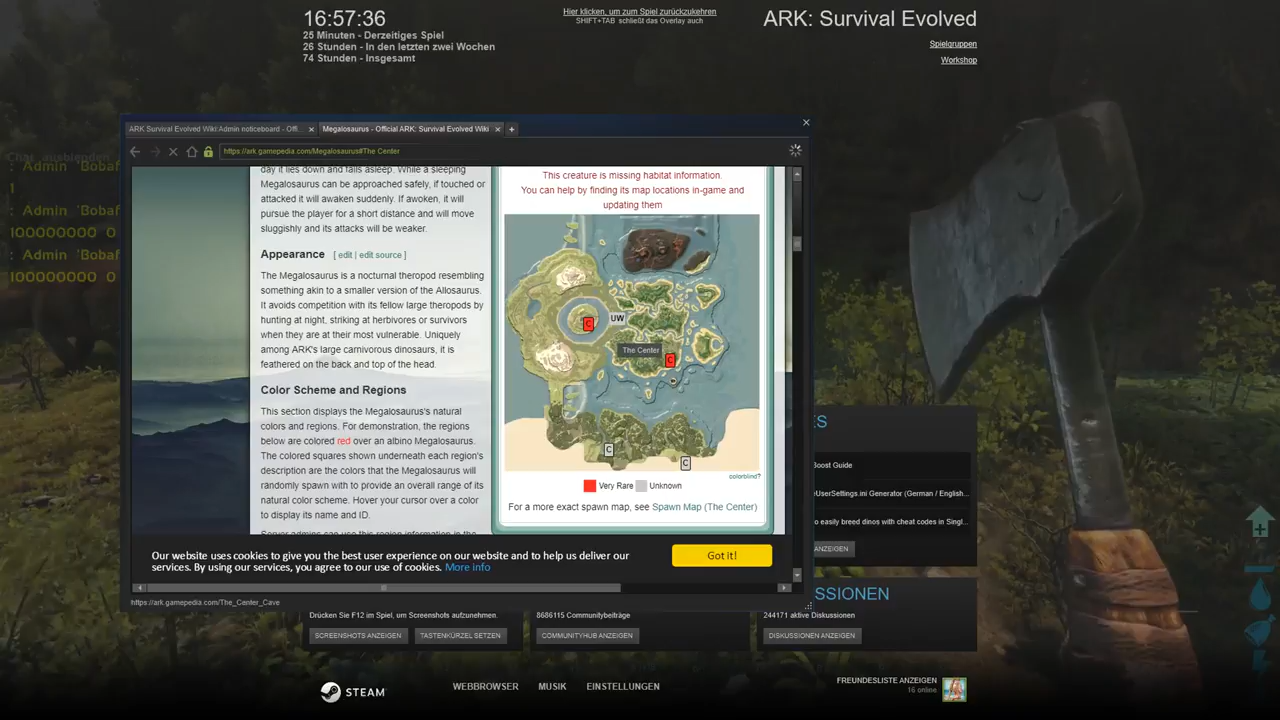 16:57:36
25 Minuten - Derzeitiges Spiel
26 Stunden - In den letzten zwei Wochen
74 Stunden - Insgesamt
Hier klicken, um zum Spiel zurückzukehren
SHIFT+TAB schließt das Overlay auch
ARK: Survival Evolved
Spielgruppen
Workshop
ARK Survival Evolved Wiki:Admin noticeboard - Offi...
Megalosaurus - Official ARK: Survival Evolved Wiki
https://ark.gamepedia.com/Megalosaurus#The Center
Chat ausblenden
: Admin 'Bobaf
1
: Admin 'Bobaf
100000000 0
: Admin 'Bobaf
100000000 0
day it lies down and falls asleep. While a sleeping
Megalosaurus can be approached safely, if touched or
attacked it will awaken suddenly. If awoken, it will
pursue the player for a short distance and will move
sluggishly and its attacks will be weaker.
Appearance [ edit | edit source ]
The Megalosaurus is a nocturnal theropod resembling
something akin to a smaller version of the Allosaurus.
It avoids competition with its fellow large theropods by
hunting at night, striking at herbivores or survivors
when they are at their most vulnerable. Uniquely
among ARK's large carnivorous dinosaurs, it is
feathered on the back and top of the head.
Color Scheme and Regions
This section displays the Megalosaurus's natural
colors and regions. For demonstration, the regions
below are colored red over an albino Megalosaurus.
The colored squares shown underneath each region's
description are the colors that the Megalosaurus will
randomly spawn with to provide an overall range of its
natural color scheme. Hover your cursor over a color
to display its name and ID.
Server admins can use this region information in the
This creature is missing habitat information.
You can help by finding its map locations in-game and
updating them
C
UW
The Center
C
C
C
colorblind?
Very Rare Unknown
For a more exact spawn map, see Spawn Map (The Center)
Our website uses cookies to give you the best user experience on our website and to help us deliver our
services. By using our services, you agree to our use of cookies. More info
Got it!
https://ark.gamepedia.com/The_Center_Cave
ES
Boost Guide
eUserSettings.ini Generator (German / English...
o easily breed dinos with cheat codes in Singl...
ANZEIGEN
SSIONEN
Drücken Sie F12 im Spiel, um Screenshots aufzunehmen.
SCREENSHOTS ANZEIGEN
TASTENKÜRZEL SETZEN
8686115 Communitybeiträge
COMMUNITYHUB ANZEIGEN
244171 aktive Diskussionen
DISKUSSIONEN ANZEIGEN
STEAM
WEBBROWSER
MUSIK
EINSTELLUNGEN
FREUNDESLISTE ANZEIGEN
16 online